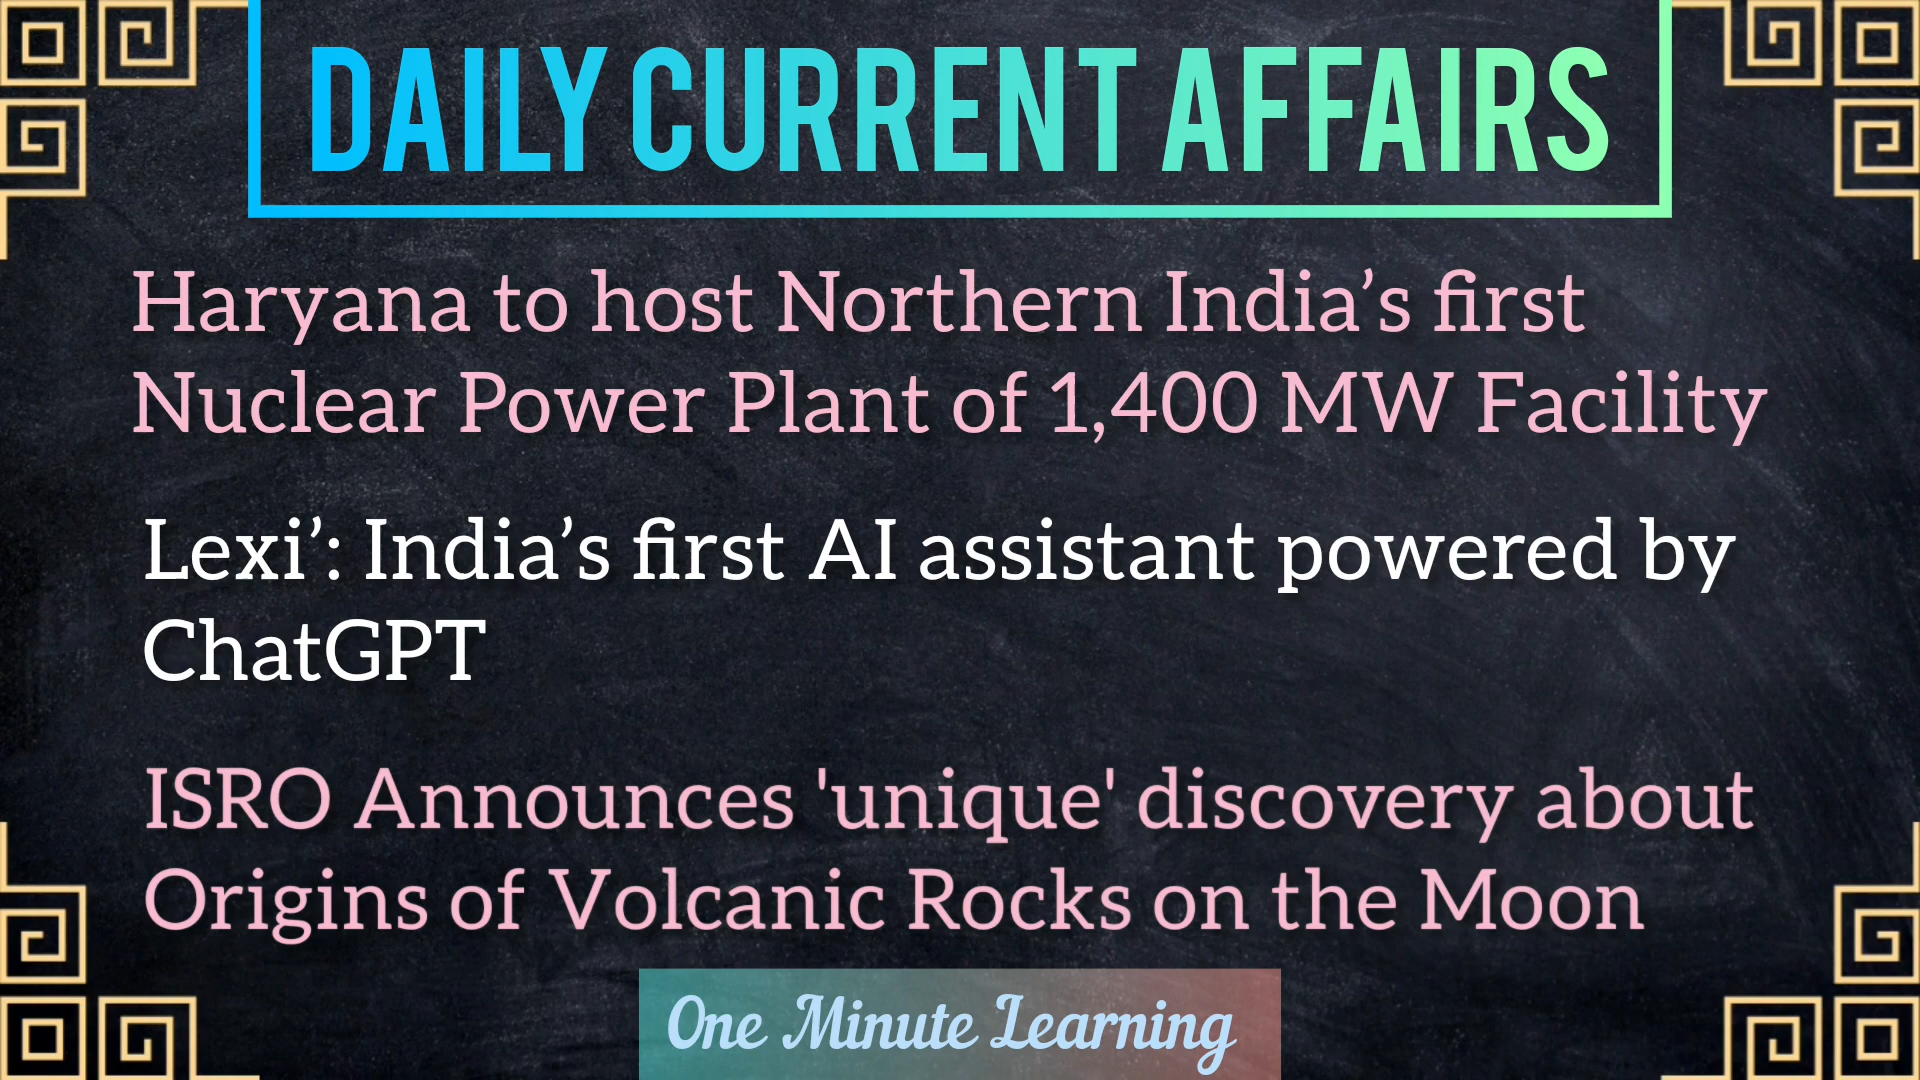 DAILY CURRENT AFFAIRS
Haryana to host Northern India’s first
Nuclear Power Plant of 1,400 MW Facility
Lexi’: India’s first AI assistant powered by
ChatGPT
ISRO Announces 'unique' discovery about
Origins of Volcanic Rocks on the Moon
One Minute Learning